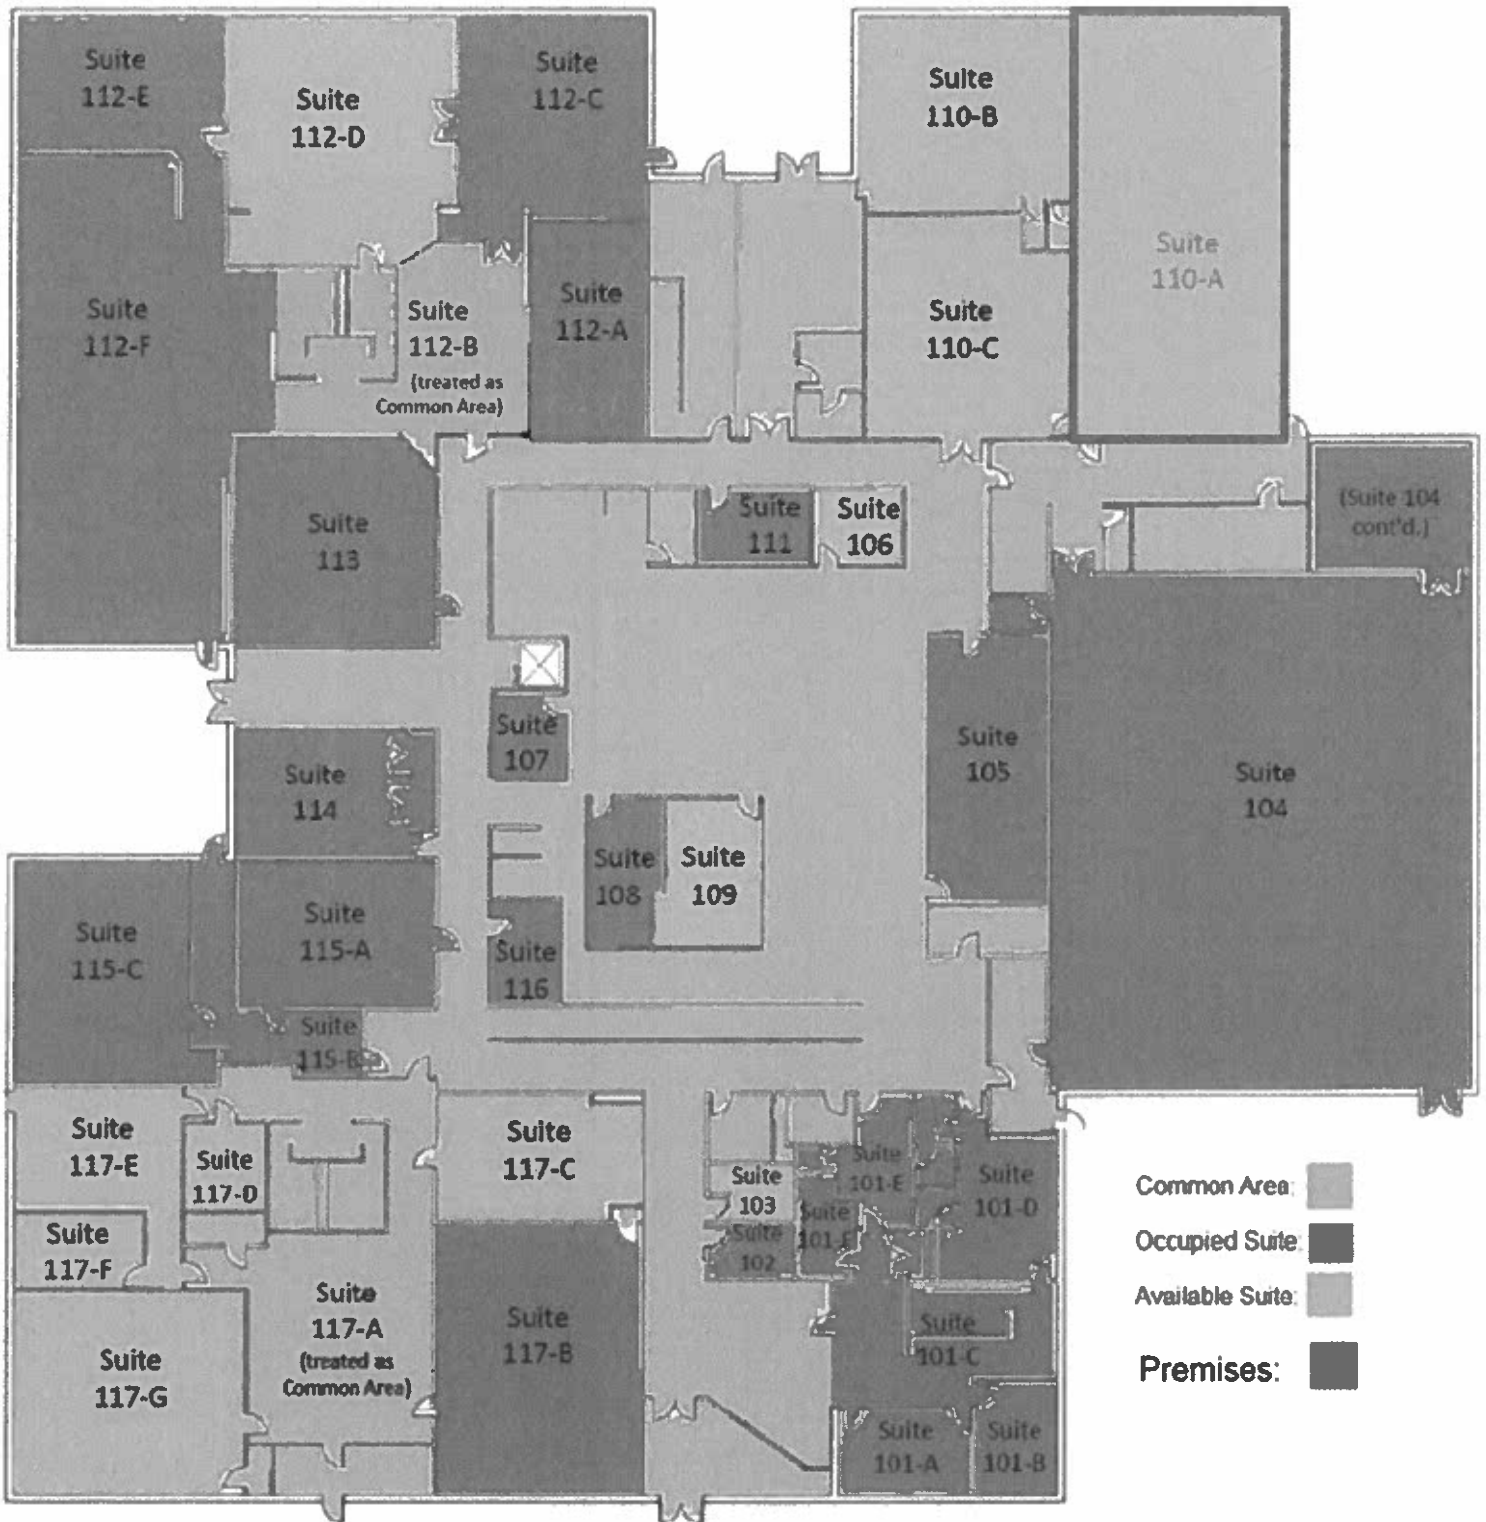 Suite
112-E
Suite
112-D
Suite
112-C
Suite
110-B
Suite
110-A
Suite
112-F
Suite
112-B
(treated as
Common Area)
Suite
112-A
Suite
110-C
Suite
113
Suite
111
Suite
106
(Suite 104
cont'd.)
Suite
107
Suite
105
Suite
104
Suite
114
Suite
108
Suite
109
Suite
115-A
Suite
115-C
Suite
116
Suite
115-B
Suite
117-E
Suite
117-D
Suite
117-C
Suite
103
Suite
101-E
Suite
101-D
Suite
101-F
Suite
102
Suite
117-F
Suite
117-A
(treated as
Common Area)
Suite
117-B
Suite
101-C
Suite
117-G
Suite
101-A
Suite
101-B
Common Area:
Occupied Suite:
Available Suite:
Premises: